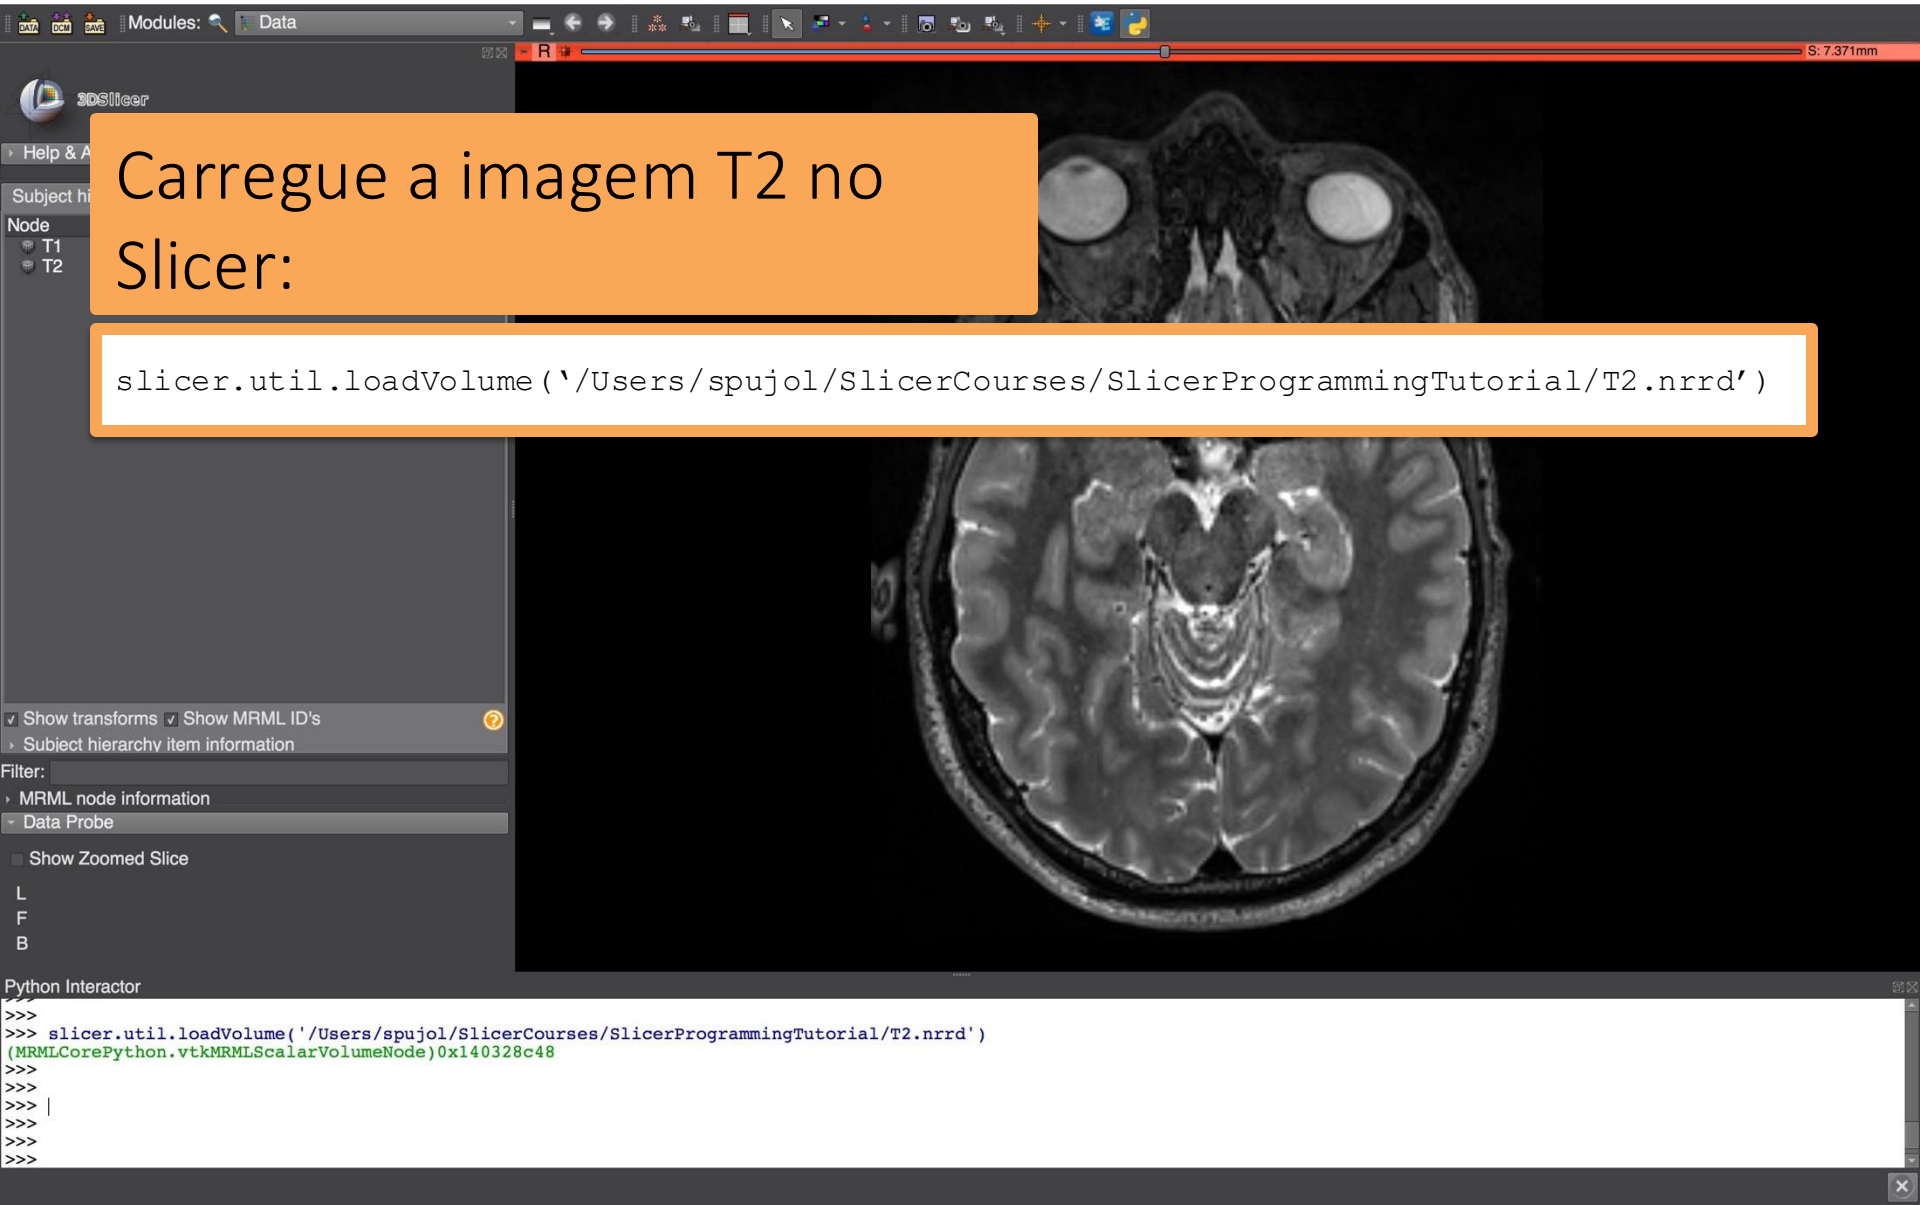 DATA DCM SAVE Modules: Data
R S: 7.371mm
3DSlicer
Help & A
Carregue a imagem T2 no
Slicer:
Subject hi
Node
T1
T2
slicer.util.loadVolume(‘/Users/spujol/SlicerCourses/SlicerProgrammingTutorial/T2.nrrd’)
Show transforms Show MRML ID's
Subject hierarchy item information
Filter:
MRML node information
Data Probe
Show Zoomed Slice
L
F
B
Python Interactor
>>>
>>>
>>> slicer.util.loadVolume('/Users/spujol/SlicerCourses/SlicerProgrammingTutorial/T2.nrrd')
(MRMLCorePython.vtkMRMLScalarVolumeNode)0x140328c48
>>>
>>>
>>>
>>>
>>>
>>>